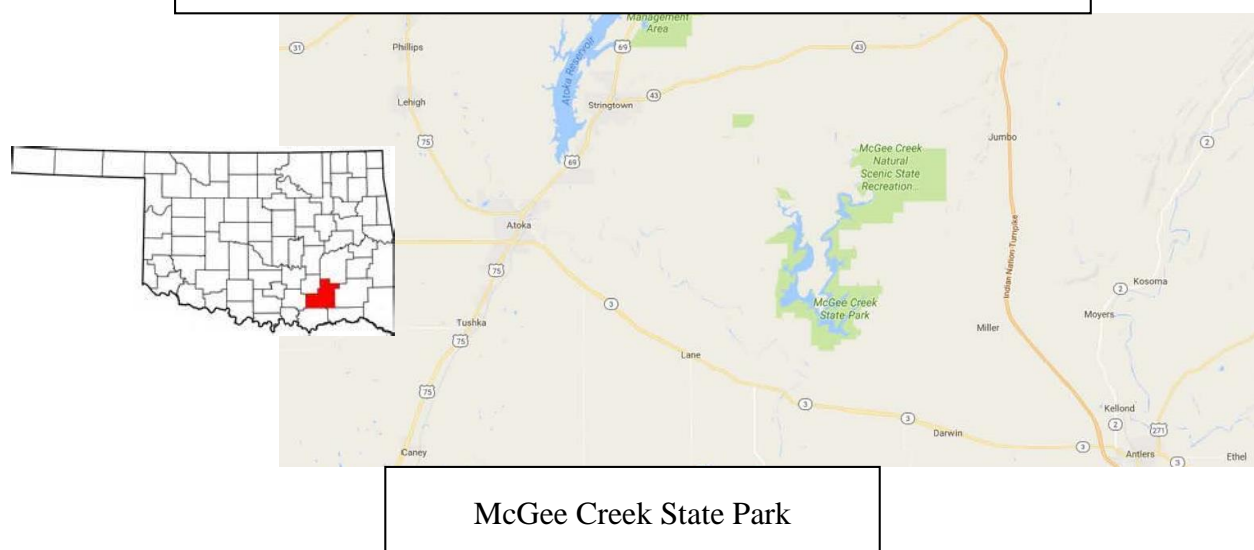 Management
Area
31
Phillips
69
43
Atoka Reservoir
Lehigh
Stringtown
43
75
69
McGee Creek
Natural
Scenic State
Recreation...
Jumbo
2
Indian Nation Turnpike
Atoka
75
3
McGee Creek
State Park
2
Kosoma
Moyers
Tushka
75
Lane
Miller
75
3
3
Darwin
3
Kellond
2
271
Antlers
3
Ethel
Caney
McGee Creek State Park